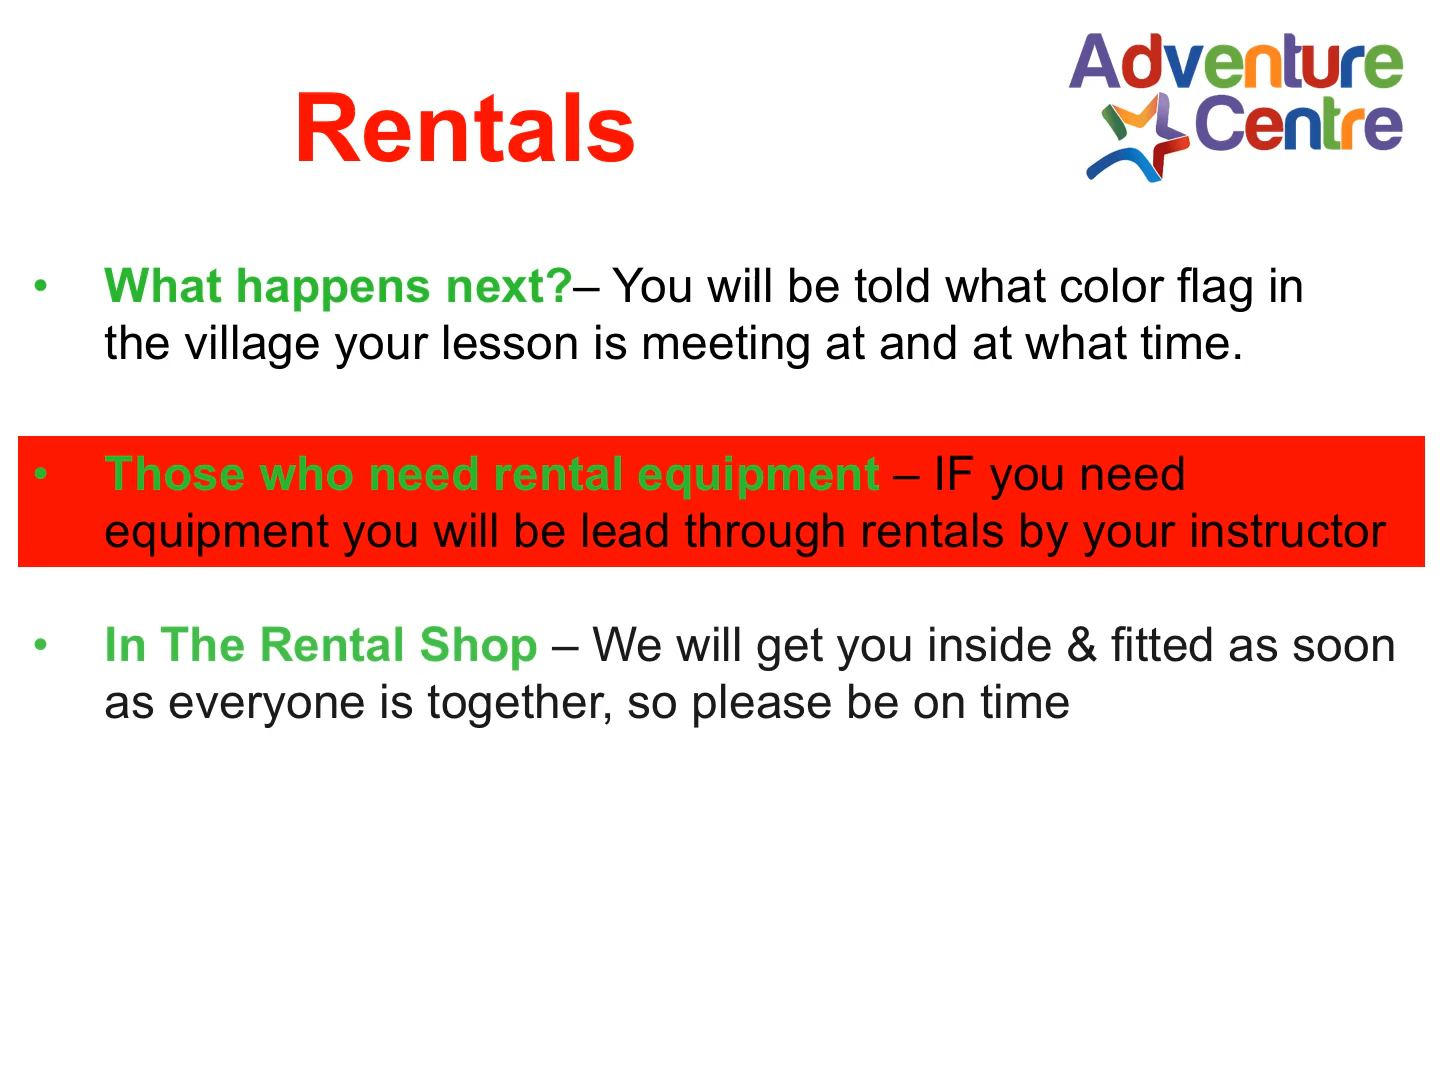 Adventure
Centre
Rentals
• What happens next?– You will be told what color flag in
the village your lesson is meeting at and at what time.
• Those who need rental equipment – IF you need
equipment you will be lead through rentals by your instructor
• In The Rental Shop – We will get you inside & fitted as soon
as everyone is together, so please be on time